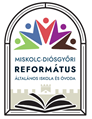 MISKOLC-DIÓSGYŐRI
REFORMÁTUS
ÁLTALÁNOS ISKOLA ÉS ÓVODA